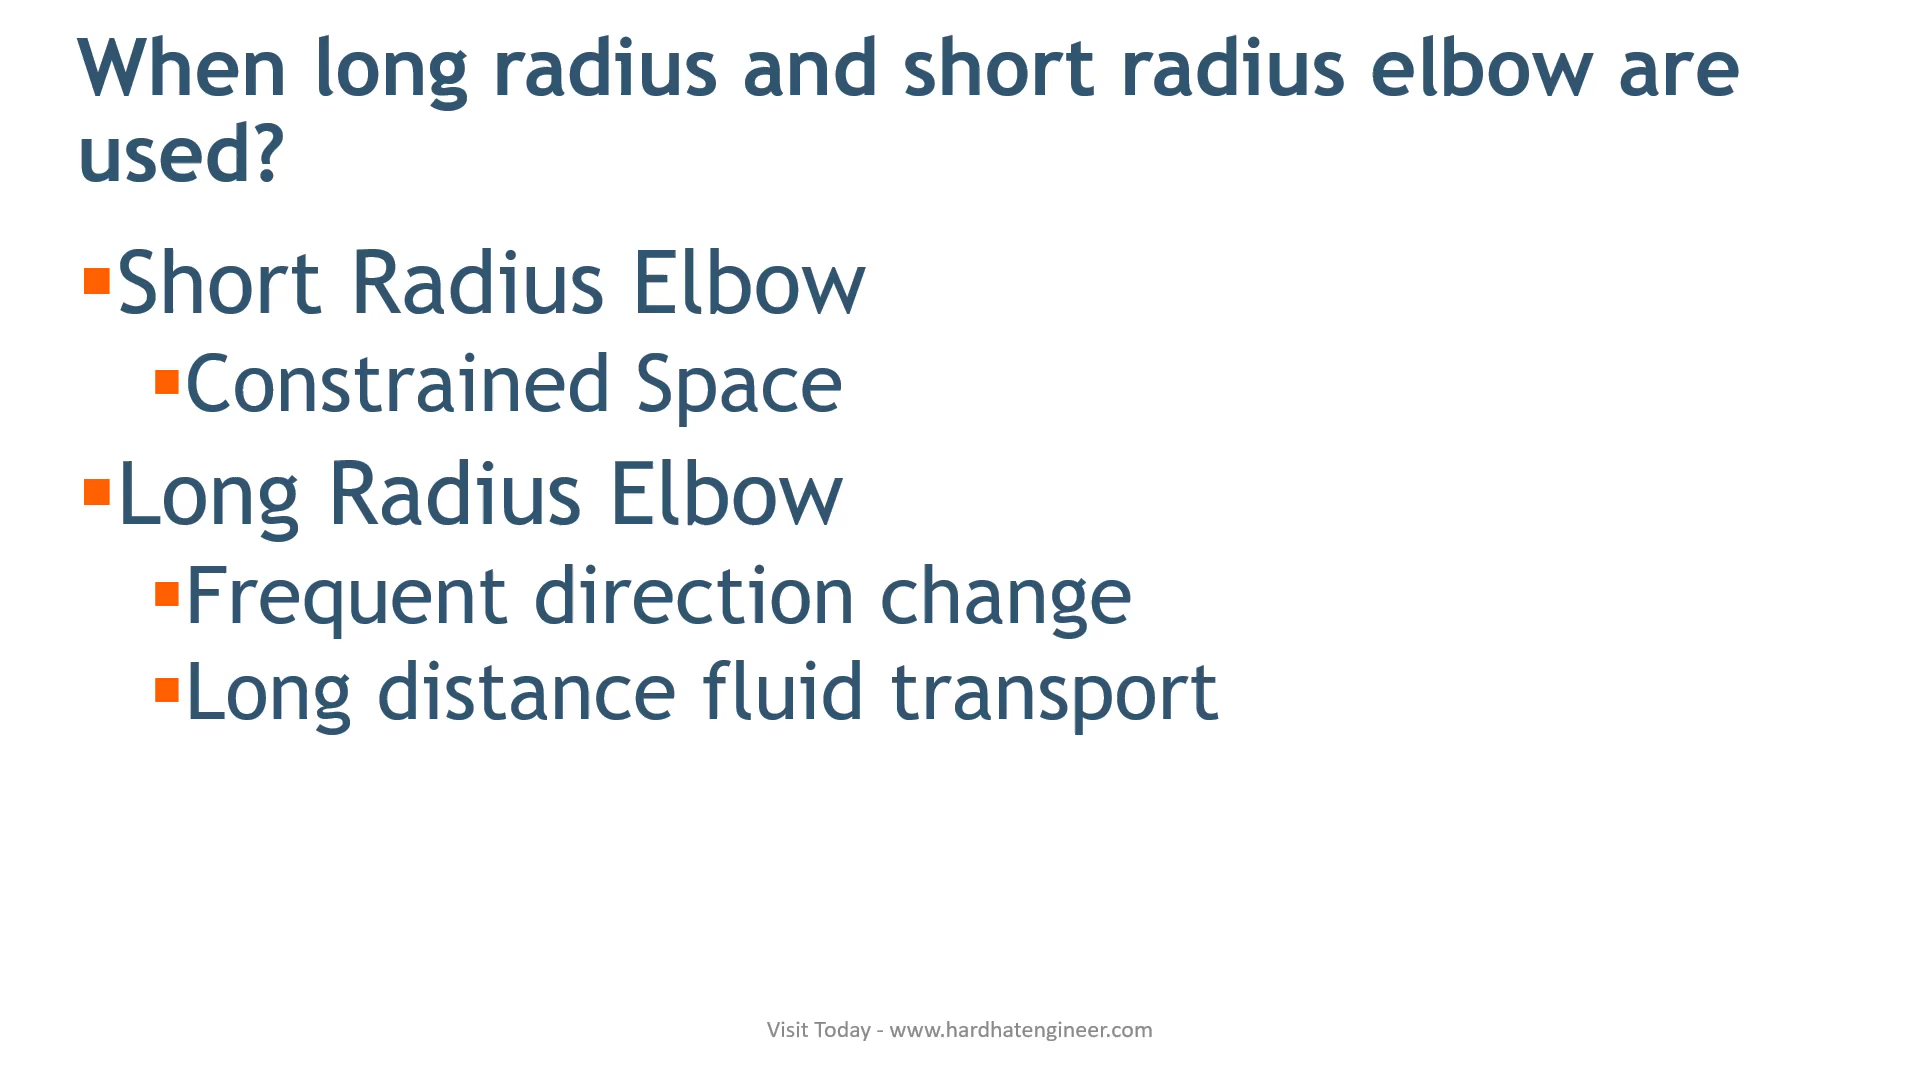 When long radius and short radius elbow are
used?
Short Radius Elbow
Constrained Space
Long Radius Elbow
Frequent direction change
Long distance fluid transport
Visit Today - www.hardhatengineer.com